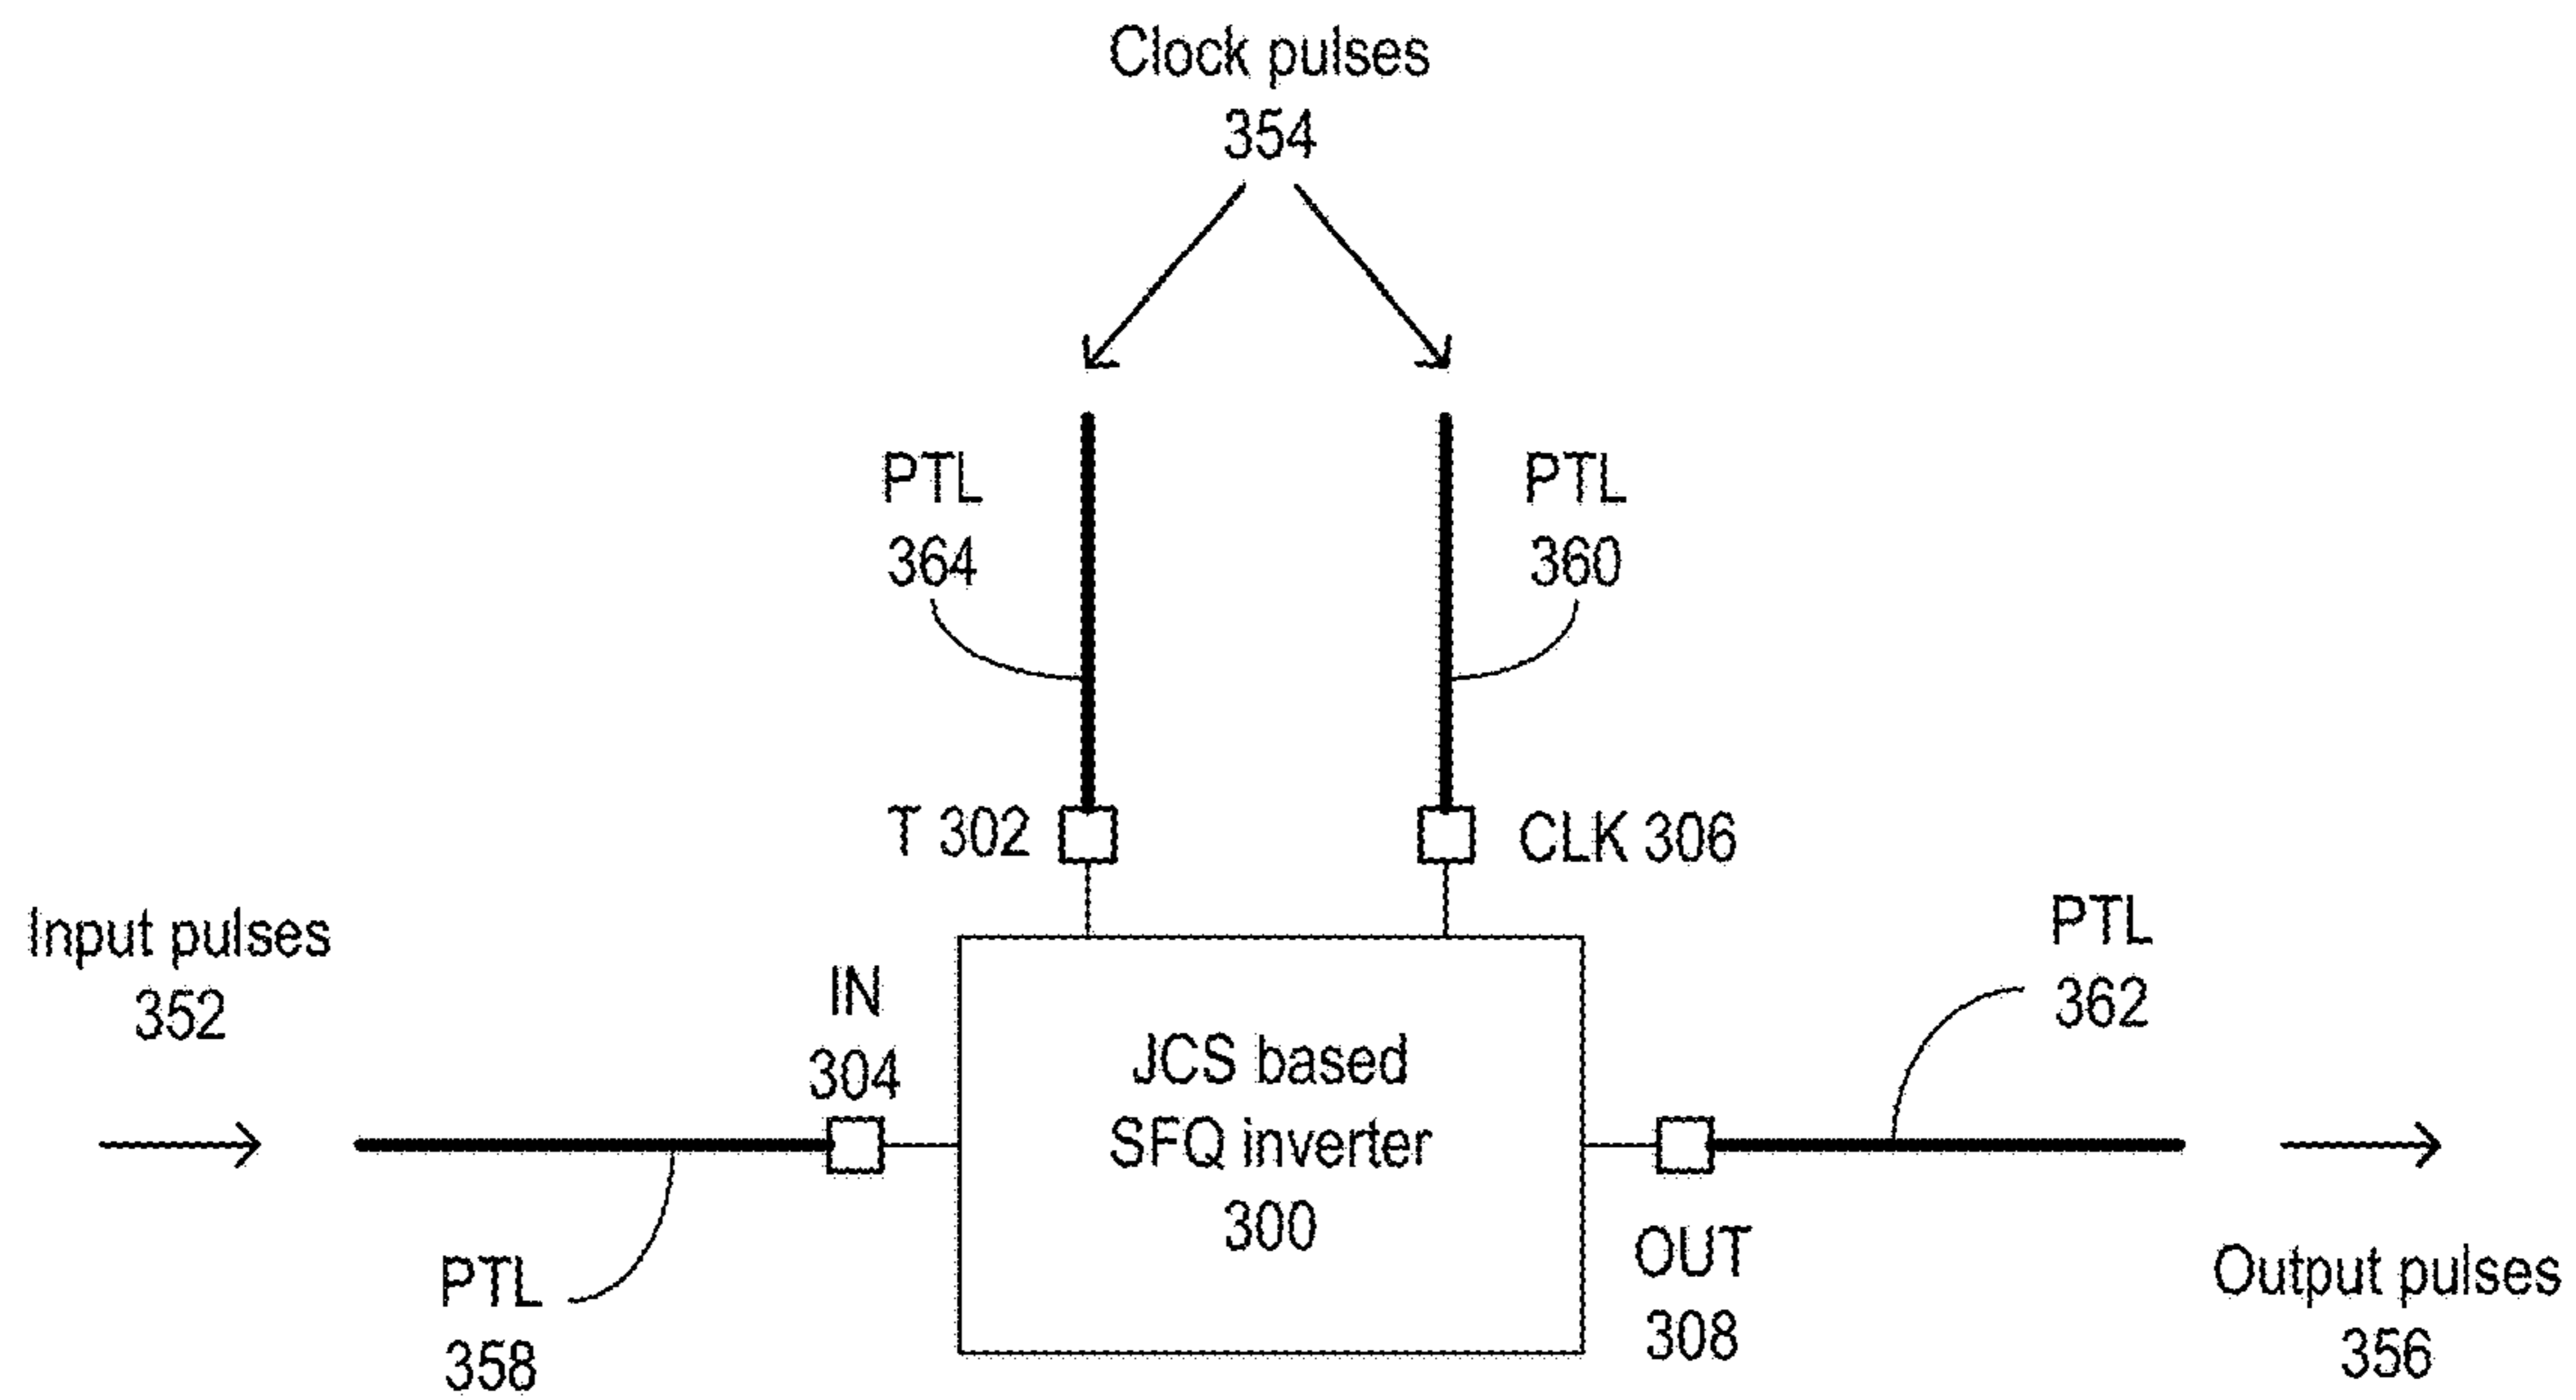 Clock pulses
354
PTL
364
PTL
360
T 302
CLK 306
Input pulses
352
IN
304
PTL
362
JCS based
SFQ inverter
300
PTL
358
OUT
308
Output pulses
356